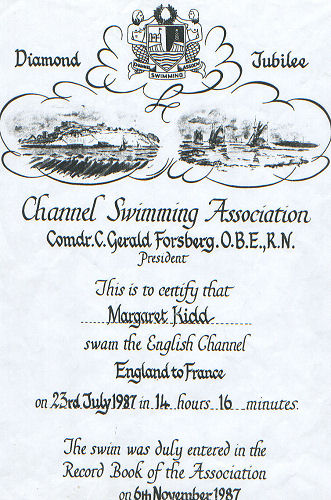 Diamond Jubilee
CHANNEL ASSOCN.
SWIMMING
Channel Swimming Association
Comdr. C. Gerald Forsberg. O.B.E., R.N.
President
This is to certify that
Margaret Kidd
swam the English Channel
England to France
on 23rd July 1987 in 14 hours 16 minutes.
The swim was duly entered in the
Record Book of the Association
on 6th November 1987